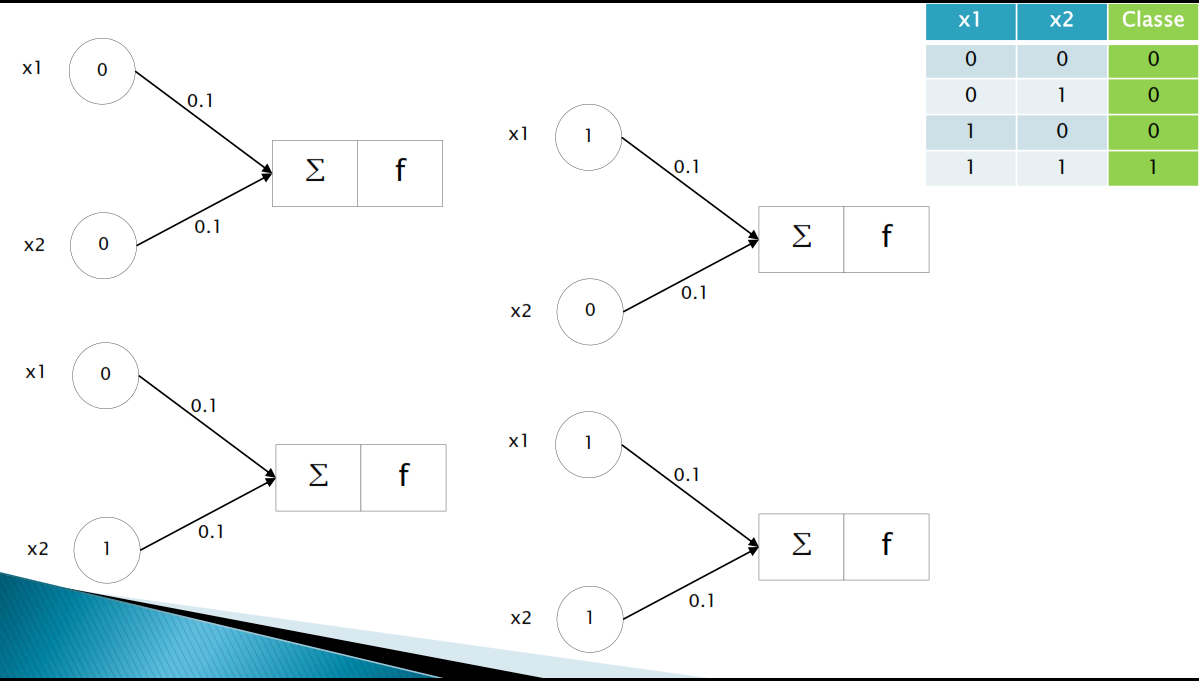 x1 x2 Classe
0 0 0
0 1 0
1 0 0
1 1 1
x1 0 0.1
Σ f
x2 0 0.1
x1 1 0.1
Σ f
x2 0 0.1
x1 0 0.1
Σ f
x2 1 0.1
x1 1 0.1
Σ f
x2 1 0.1